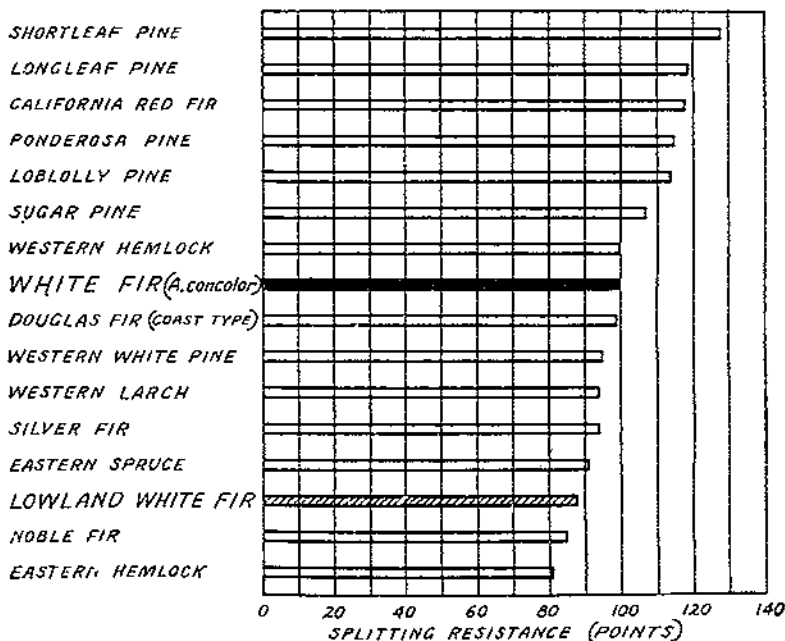 SHORTLEAF PINE
LONGLEAF PINE
CALIFORNIA RED FIR
PONDEROSA PINE
LOBLOLLY PINE
SUGAR PINE
WESTERN HEMLOCK
WHITE FIR (A. concolor)
DOUGLAS FIR (COAST TYPE)
WESTERN WHITE PINE
WESTERN LARCH
SILVER FIR
EASTERN SPRUCE
LOWLAND WHITE FIR
NOBLE FIR
EASTERN HEMLOCK
0 20 40 60 80 100 120 140
SPLITTING RESISTANCE (POINTS)